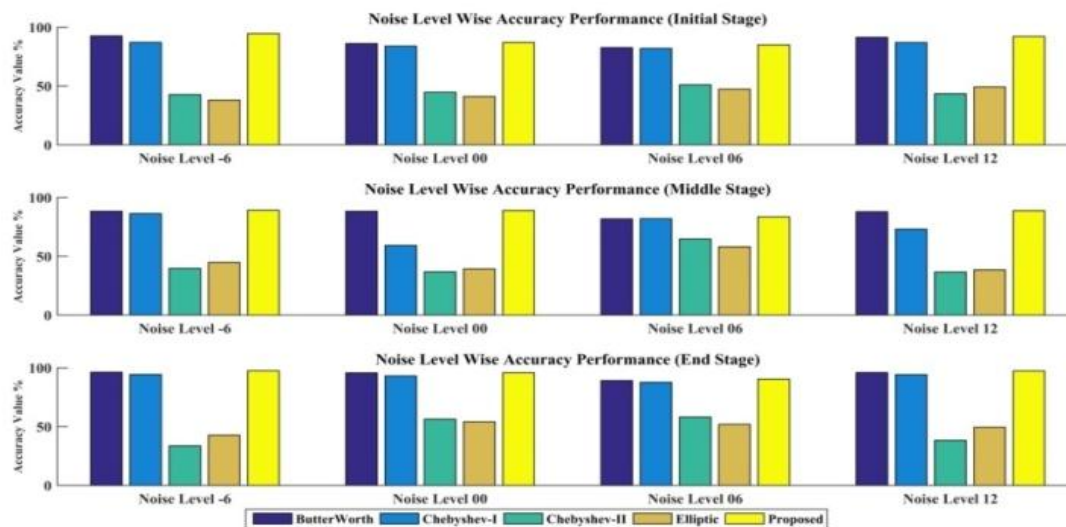 Noise Level Wise Accuracy Performance (Initial Stage)
100
50
0
Accuracy Value %
Noise Level -6 Noise Level 00 Noise Level 06 Noise Level 12
Noise Level Wise Accuracy Performance (Middle Stage)
100
50
0
Accuracy Value %
Noise Level -6 Noise Level 00 Noise Level 06 Noise Level 12
Noise Level Wise Accuracy Performance (End Stage)
100
50
0
Accuracy Value %
Noise Level -6 Noise Level 00 Noise Level 06 Noise Level 12
ButterWorth Chebyshev-I Chebyshev-II Elliptic Proposed